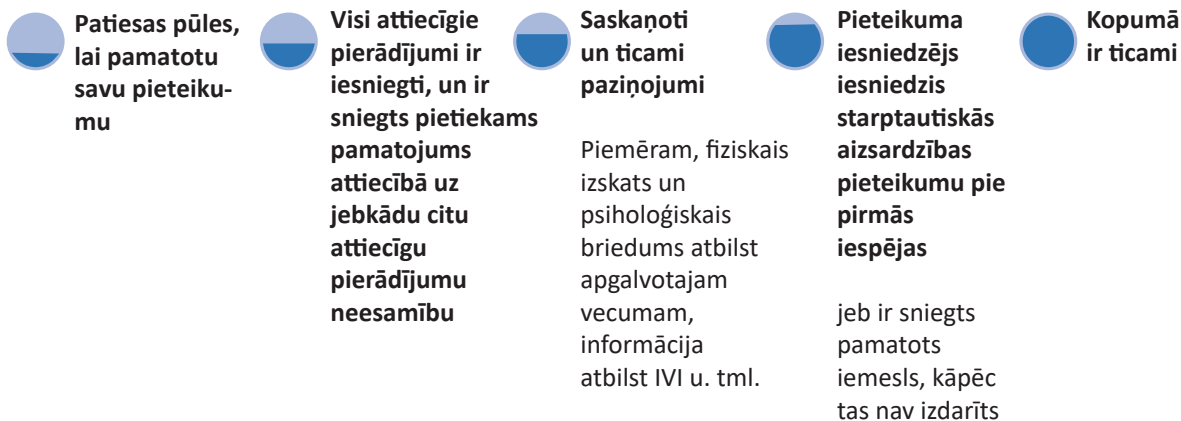 Patiesas pūles,
lai pamatotu
savu pieteiku-
mu
Visi attiecīgie
pierādījumi ir
iesniegti, un ir
sniegts pietiekams
pamatojums
attiecībā uz
jebkādu citu
attiecīgu
pierādījumu
neesamību
Saskaņoti
un ticami
paziņojumi
Piemēram, fiziskais
izskats un
psiholoģiskais
briedums atbilst
apgalvotajam
vecumam,
informācija
atbilst IVI u. tml.
Pieteikuma
iesniedzējs
iesniedzis
starptautiskās
aizsardzības
pieteikumu pie
pirmās
iespējas
jeb ir sniegts
pamatots
iemesls, kāpēc
tas nav izdarīts
Kopumā
ir ticami